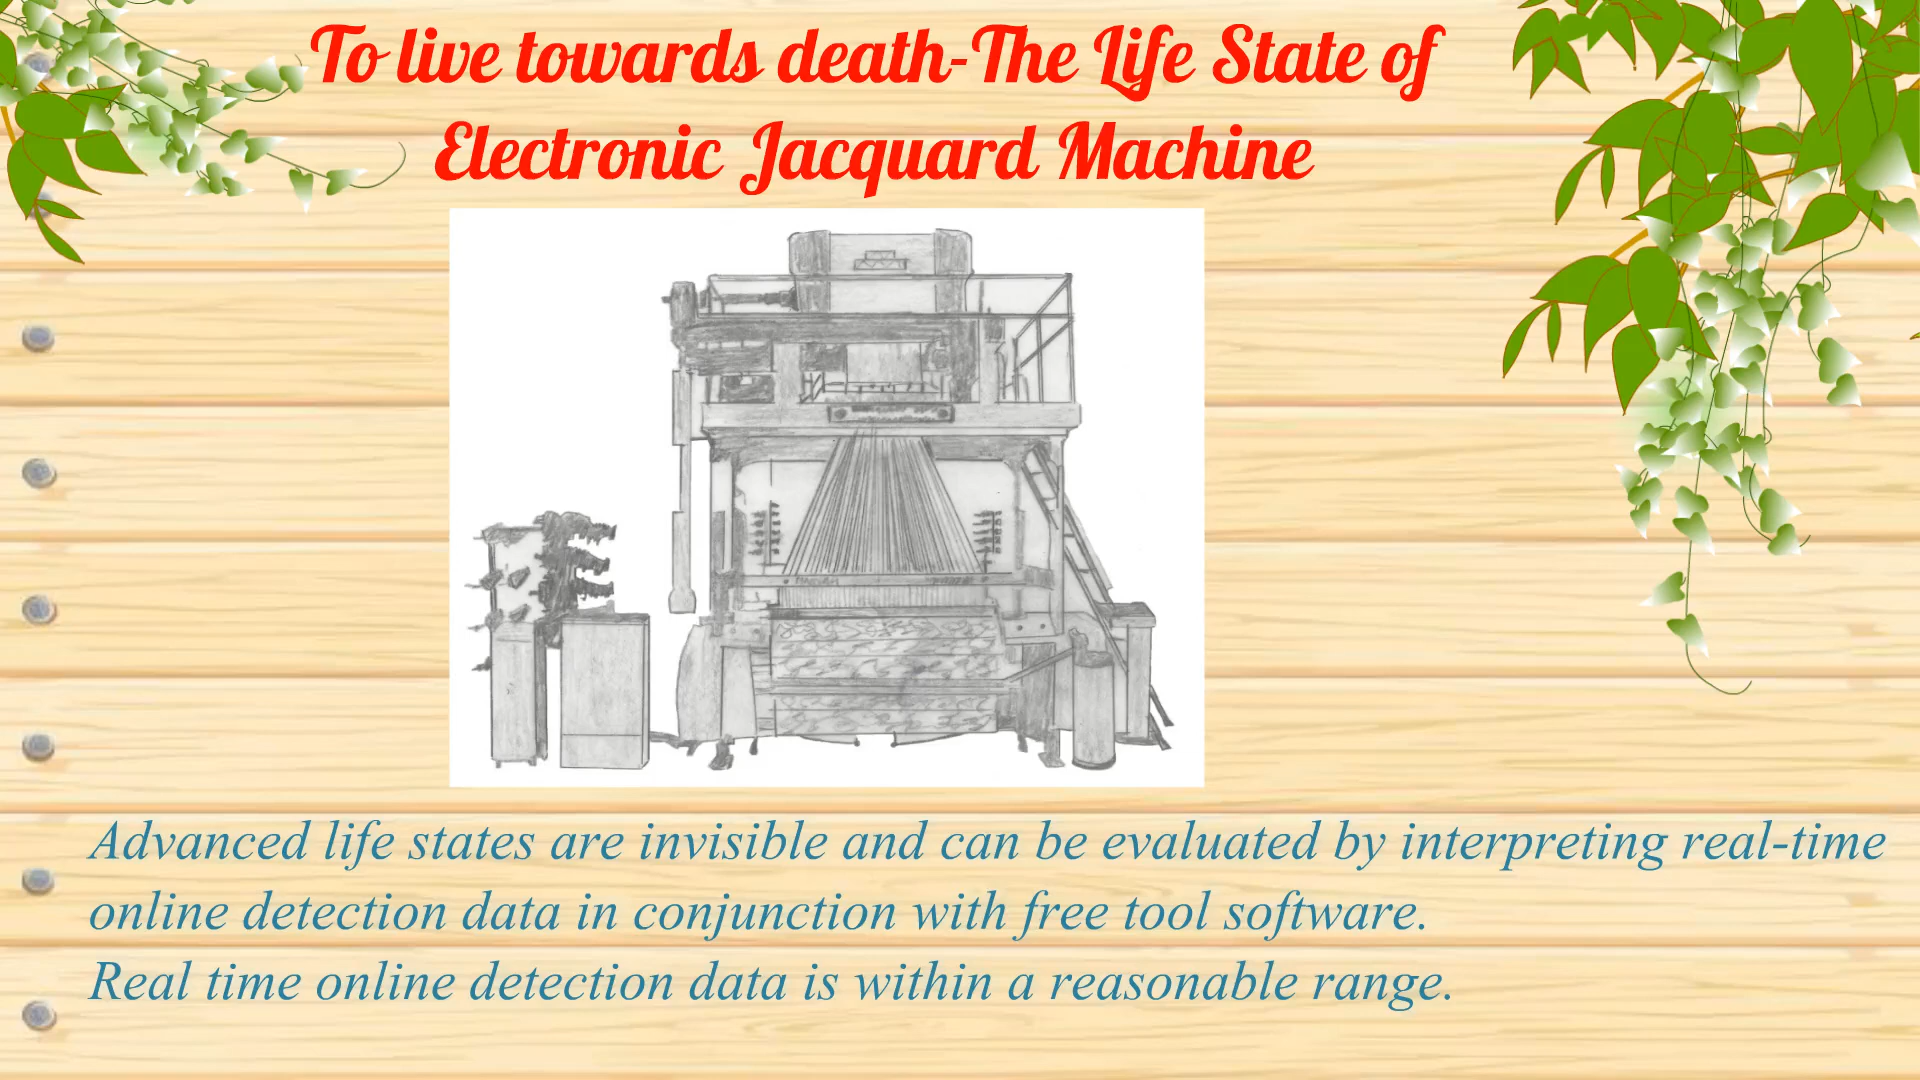 To live towards death-The Life State of
Electronic Jacquard Machine
Advanced life states are invisible and can be evaluated by interpreting real-time
online detection data in conjunction with free tool software.
Real time online detection data is within a reasonable range.